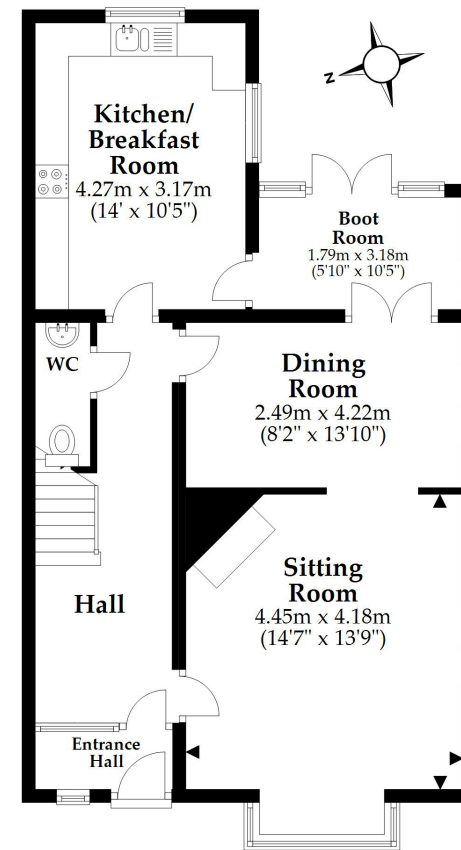 N
Kitchen/
Breakfast
Room
4.27m x 3.17m
(14' x 10'5")
Boot
Room
1.79m x 3.18m
(5'10" x 10'5")
WC
Dining
Room
2.49m x 4.22m
(8'2" x 13'10")
Sitting
Room
4.45m x 4.18m
(14'7" x 13'9")
Hall
Entrance
Hall